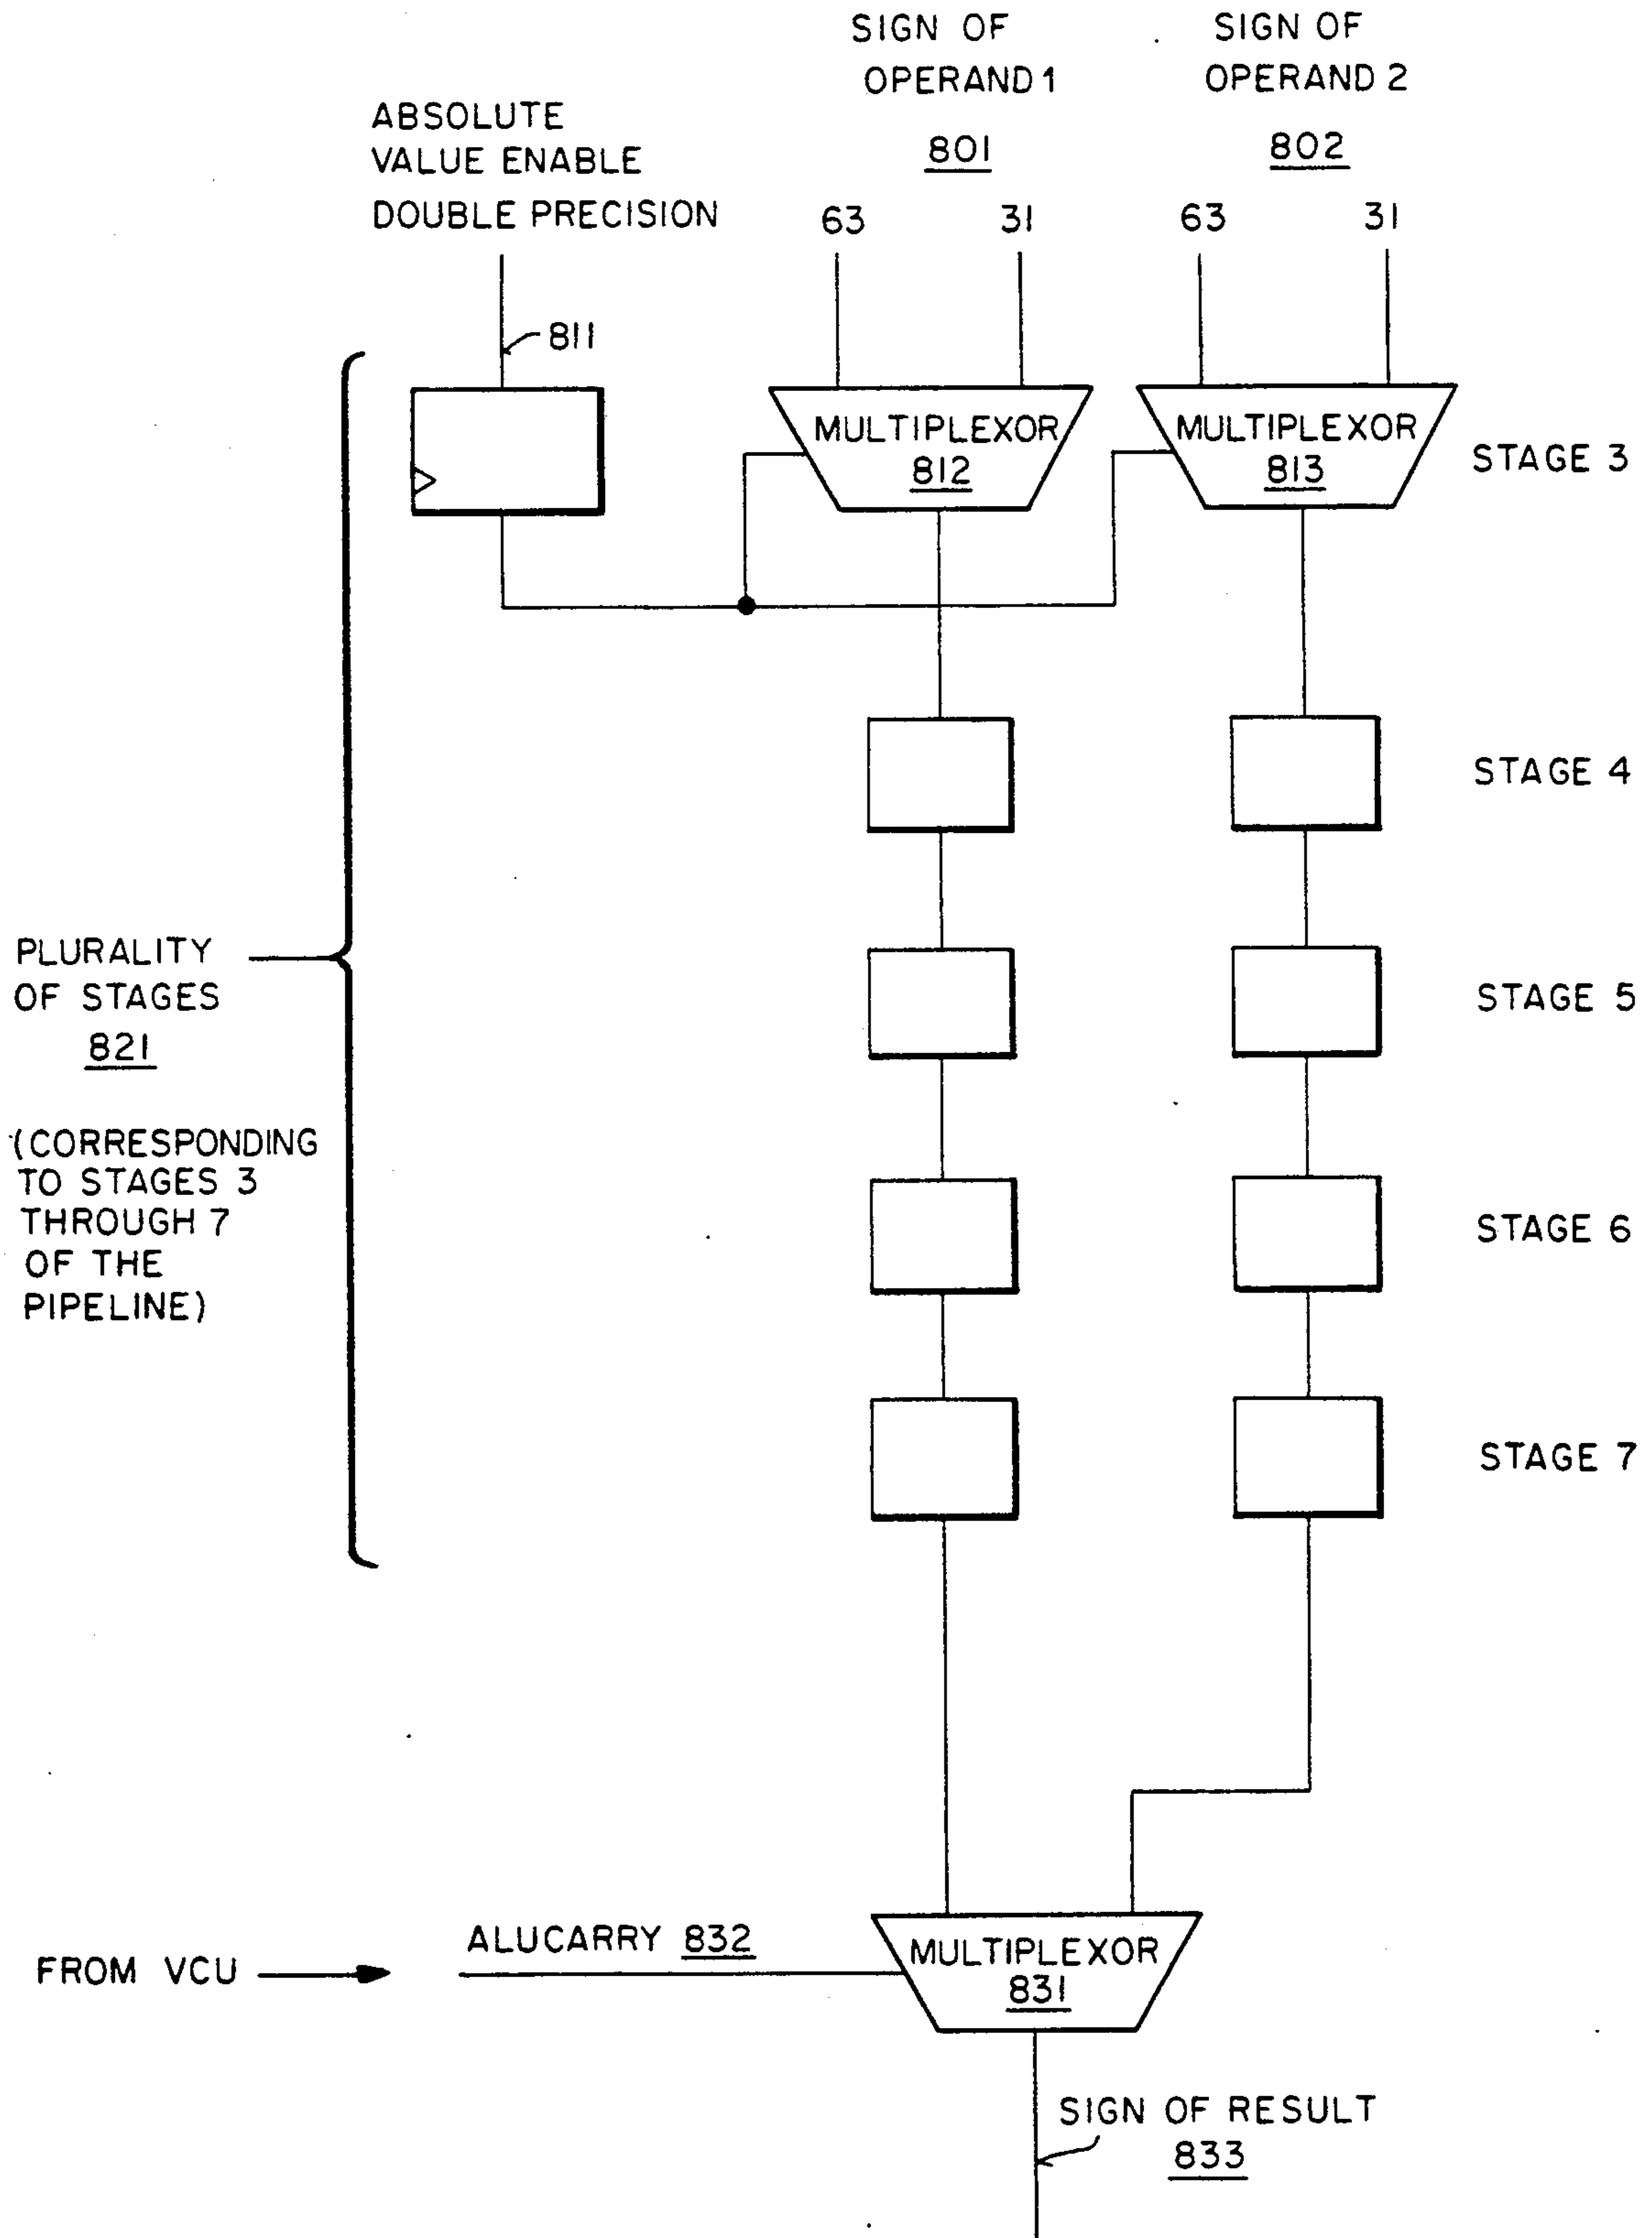 SIGN OF
OPERAND 1
801
SIGN OF
OPERAND 2
802
ABSOLUTE
VALUE ENABLE
DOUBLE PRECISION
63
31
63
31
811
MULTIPLEXOR
812
MULTIPLEXOR
813
STAGE 3
STAGE 4
PLURALITY
OF STAGES
821
(CORRESPONDING
TO STAGES 3
THROUGH 7
OF THE
PIPELINE)
STAGE 5
STAGE 6
STAGE 7
FROM VCU
ALUCARRY 832
MULTIPLEXOR
831
SIGN OF RESULT
833